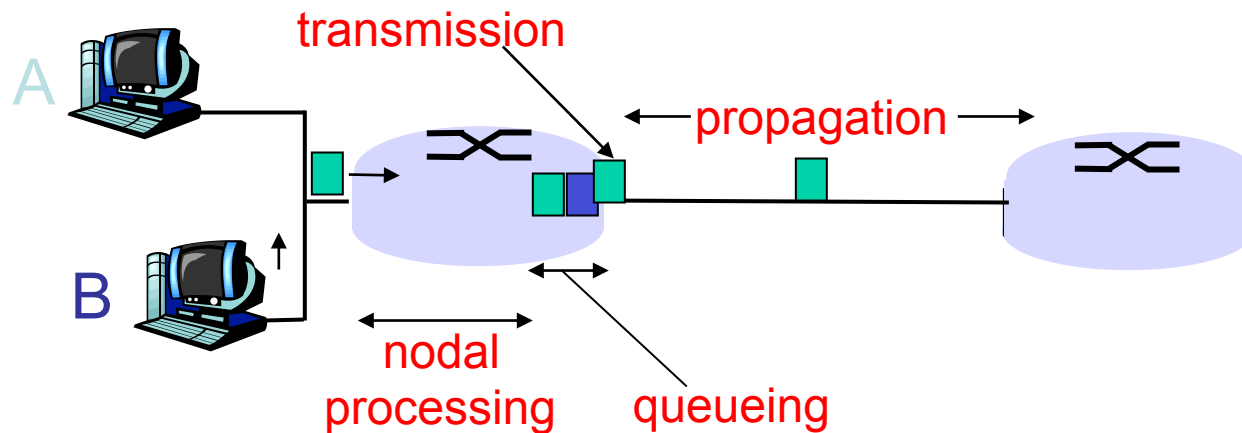 transmission
A
propagation
B
nodal
processing
queueing